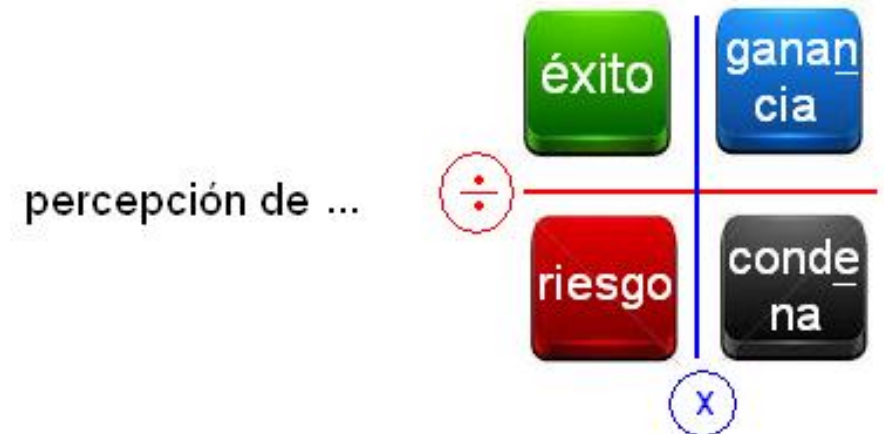 percepción de ...
éxito
ganan
cia
÷
riesgo
conde
na
x